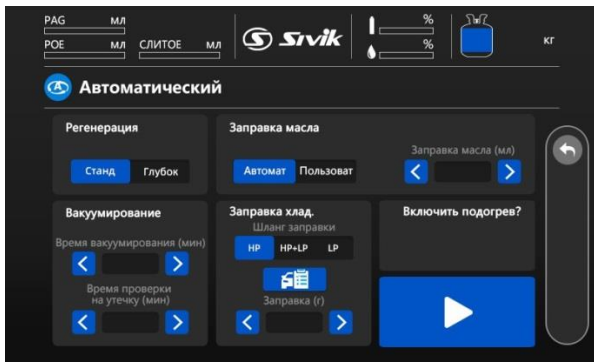 PAG мл
POE мл СЛИТОЕ мл
Sivik
%
%
кг
Автоматический
Регенерация
Станд Глубок
Заправка масла
Автомат Пользоват
Заправка масла (мл)
Вакуумирование
Время вакуумирования (мин)
Время проверки
на утечку (мин)
Заправка хлад.
Шланг заправки
HP HP+LP LP
Заправка (г)
Включить подогрев?